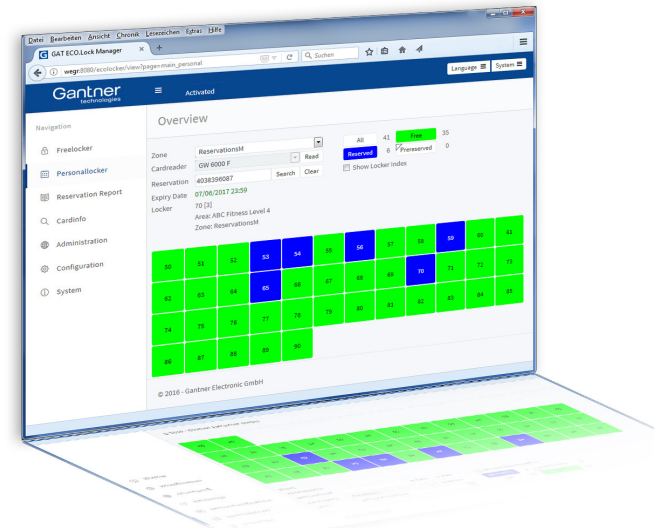 Datei Bearbeiten Ansicht Chronik Lesezeichen Extras Hilfe
G GAT ECO.Lock Manager × +
wegr:8080/ecolocker/view?page=main_personal Suchen
Gantner
technologies
Activated
Language System
Navigation
Freelocker
Personallocker
Reservation Report
Cardinfo
Administration
Configuration
System
Overview
Zone ReservationsM
Cardreader GW 6000 F Read
Reservation 4038396087 Search Clear
Expiry Date 07/06/2017 23:59
Locker 70 [3]
Area: ABC Fitness Level 4
Zone: ReservationsM
All 41 Free 35
Reserved 6 Prereserved 0
Show Locker Index
50 51 52 53 54 55 56 57 58 59 60 61
62 63 64 65 66 67 68 69 70 71 72 73
74 75 76 77 78 79 80 81 82 83 84 85
86 87 88 89 90
© 2016 - Gantner Electronic GmbH